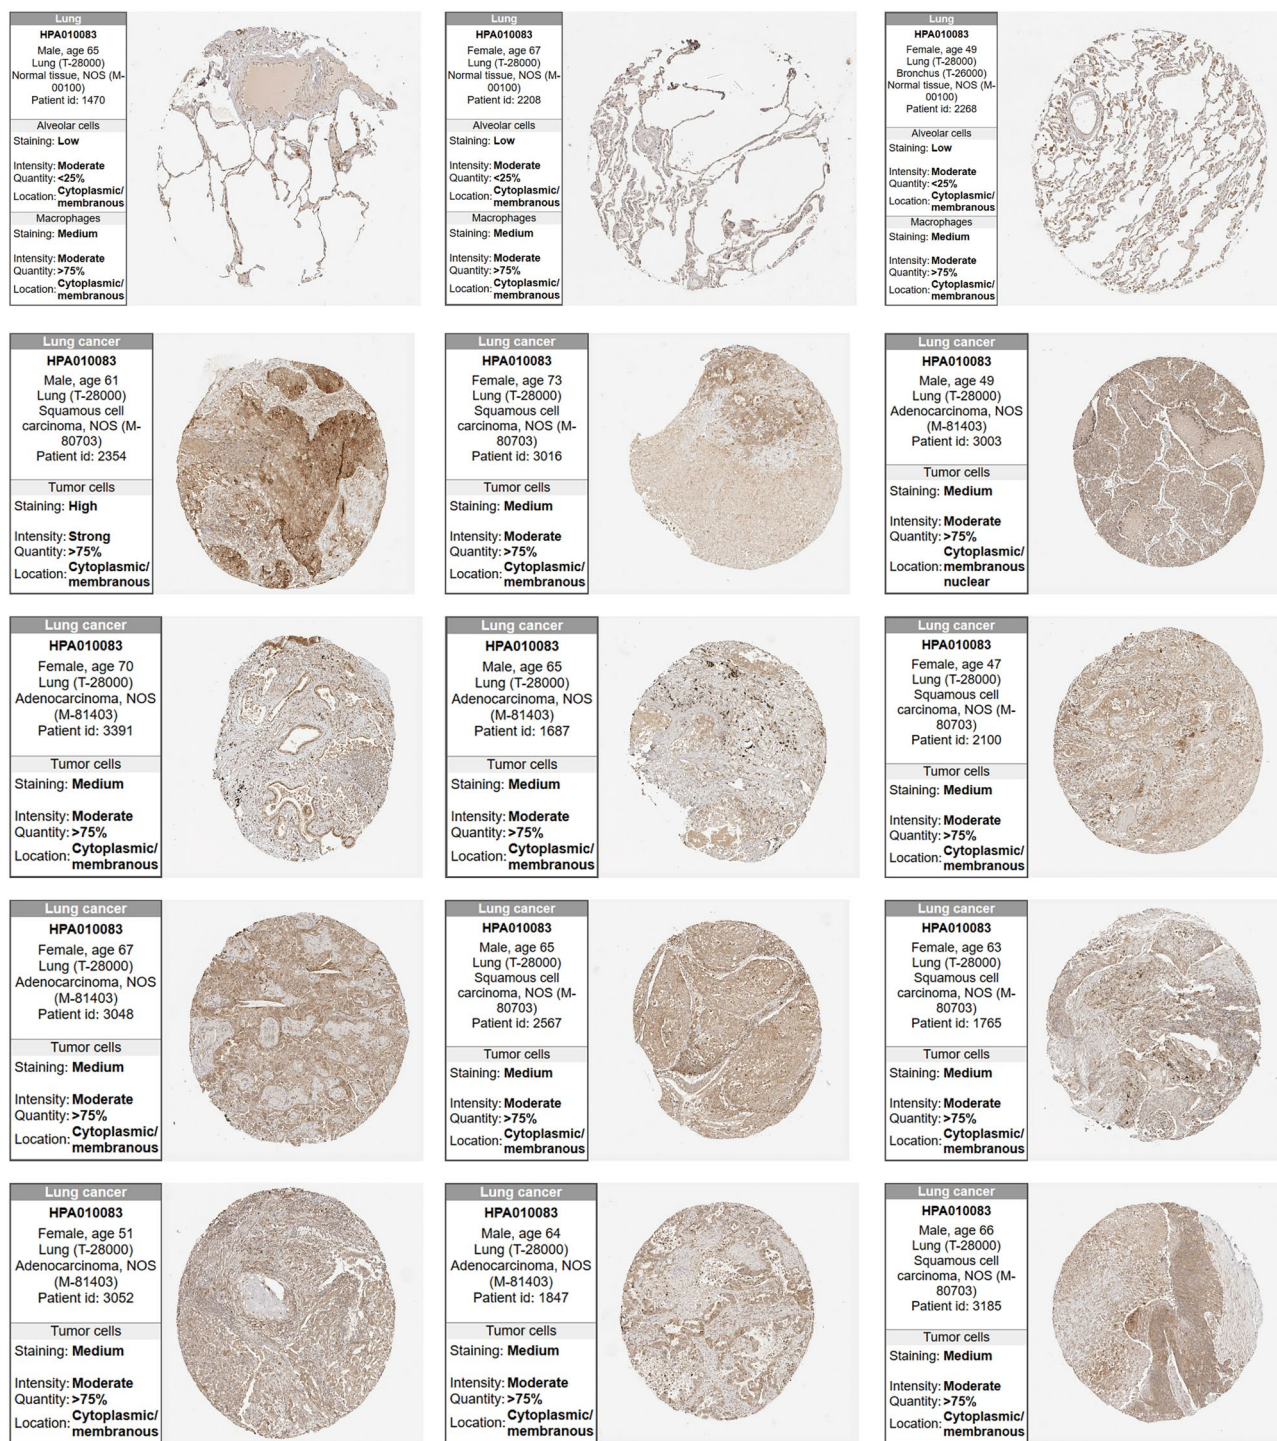 Lung
HPA010083
Male, age 65
Lung (T-28000)
Normal tissue, NOS (M-
00100)
Patient id: 1470
Alveolar cells
Staining: Low
Intensity: Moderate
Quantity: <25%
Location: Cytoplasmic/
membranous
Macrophages
Staining: Medium
Intensity: Moderate
Quantity: >75%
Location: Cytoplasmic/
membranous
Lung
HPA010083
Female, age 67
Lung (T-28000)
Normal tissue, NOS (M-
00100)
Patient id: 2208
Alveolar cells
Staining: Low
Intensity: Moderate
Quantity: <25%
Location: Cytoplasmic/
membranous
Macrophages
Staining: Medium
Intensity: Moderate
Quantity: >75%
Location: Cytoplasmic/
membranous
Lung
HPA010083
Female, age 49
Lung (T-28000)
Bronchus (T-26000)
Normal tissue, NOS (M-
00100)
Patient id: 2268
Alveolar cells
Staining: Low
Intensity: Moderate
Quantity: <25%
Location: Cytoplasmic/
membranous
Macrophages
Staining: Medium
Intensity: Moderate
Quantity: >75%
Location: Cytoplasmic/
membranous
Lung cancer
HPA010083
Male, age 61
Lung (T-28000)
Squamous cell
carcinoma, NOS (M-
80703)
Patient id: 2354
Tumor cells
Staining: High
Intensity: Strong
Quantity: >75%
Location: Cytoplasmic/
membranous
Lung cancer
HPA010083
Female, age 73
Lung (T-28000)
Squamous cell
carcinoma, NOS (M-
80703)
Patient id: 3016
Tumor cells
Staining: Medium
Intensity: Moderate
Quantity: >75%
Location: Cytoplasmic/
membranous
Lung cancer
HPA010083
Male, age 49
Lung (T-28000)
Adenocarcinoma, NOS
(M-81403)
Patient id: 3003
Tumor cells
Staining: Medium
Intensity: Moderate
Quantity: >75%
Cytoplasmic/
Location: membranous
nuclear
Lung cancer
HPA010083
Female, age 70
Lung (T-28000)
Adenocarcinoma, NOS
(M-81403)
Patient id: 3391
Tumor cells
Staining: Medium
Intensity: Moderate
Quantity: >75%
Location: Cytoplasmic/
membranous
Lung cancer
HPA010083
Male, age 65
Lung (T-28000)
Adenocarcinoma, NOS
(M-81403)
Patient id: 1687
Tumor cells
Staining: Medium
Intensity: Moderate
Quantity: >75%
Location: Cytoplasmic/
membranous
Lung cancer
HPA010083
Female, age 47
Lung (T-28000)
Squamous cell
carcinoma, NOS (M-
80703)
Patient id: 2100
Tumor cells
Staining: Medium
Intensity: Moderate
Quantity: >75%
Location: Cytoplasmic/
membranous
Lung cancer
HPA010083
Female, age 67
Lung (T-28000)
Adenocarcinoma, NOS
(M-81403)
Patient id: 3048
Tumor cells
Staining: Medium
Intensity: Moderate
Quantity: >75%
Location: Cytoplasmic/
membranous
Lung cancer
HPA010083
Male, age 65
Lung (T-28000)
Squamous cell
carcinoma, NOS (M-
80703)
Patient id: 2567
Tumor cells
Staining: Medium
Intensity: Moderate
Quantity: >75%
Location: Cytoplasmic/
membranous
Lung cancer
HPA010083
Female, age 63
Lung (T-28000)
Squamous cell
carcinoma, NOS (M-
80703)
Patient id: 1765
Tumor cells
Staining: Medium
Intensity: Moderate
Quantity: >75%
Location: Cytoplasmic/
membranous
Lung cancer
HPA010083
Female, age 51
Lung (T-28000)
Adenocarcinoma, NOS
(M-81403)
Patient id: 3052
Tumor cells
Staining: Medium
Intensity: Moderate
Quantity: >75%
Location: Cytoplasmic/
membranous
Lung cancer
HPA010083
Male, age 64
Lung (T-28000)
Adenocarcinoma, NOS
(M-81403)
Patient id: 1847
Tumor cells
Staining: Medium
Intensity: Moderate
Quantity: >75%
Location: Cytoplasmic/
membranous
Lung cancer
HPA010083
Male, age 66
Lung (T-28000)
Squamous cell
carcinoma, NOS (M-
80703)
Patient id: 3185
Tumor cells
Staining: Medium
Intensity: Moderate
Quantity: >75%
Location: Cytoplasmic/
membranous